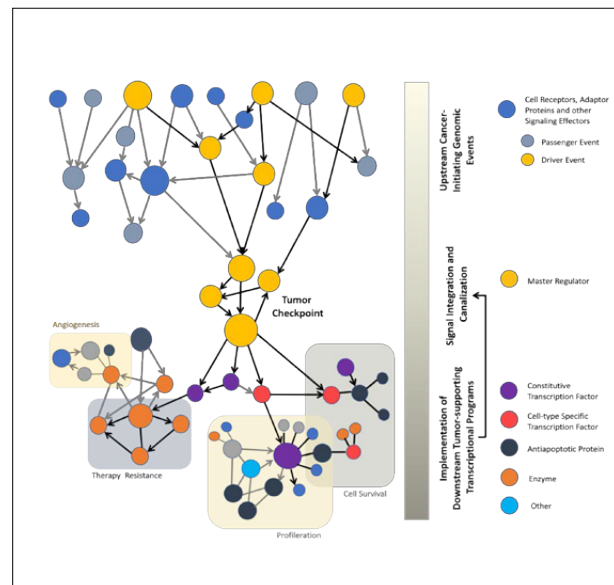 Cell Receptors, Adaptor
Proteins and other
Signaling Effectors
Passenger Event
Driver Event
Upstream Cancer-
Initiating Genomic
Events
Tumor
Checkpoint
Signal Integration and
Canalization
Master Regulator
Angiogenesis
Therapy Resistance
Cell Survival
Profileration
Implementation of
Downstream Tumor-supporting
Transcriptional Programs
Constitutive
Transcription Factor
Cell-type Specific
Transcription Factor
Antiapoptotic Protein
Enzyme
Other